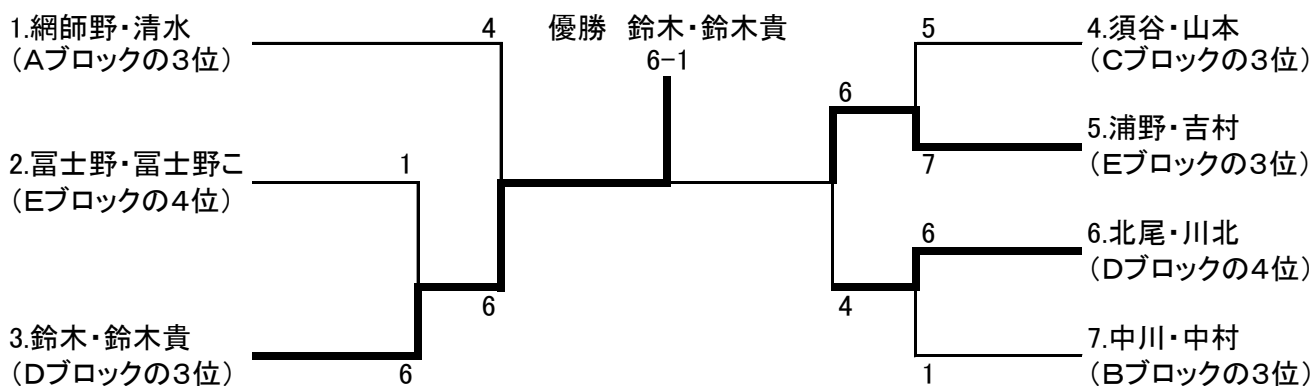 1.網師野・清水
(Aブロックの3位)
4
優勝 鈴木・鈴木貴
6-1
5
4.須谷・山本
(Cブロックの3位)
6
5.浦野・吉村
(Eブロックの3位)
7
2.冨士野・冨士野こ
(Eブロックの4位)
1
6
6.北尾・川北
(Dブロックの4位)
6
4
3.鈴木・鈴木貴
(Dブロックの3位)
6
7.中川・中村
(Bブロックの3位)
1